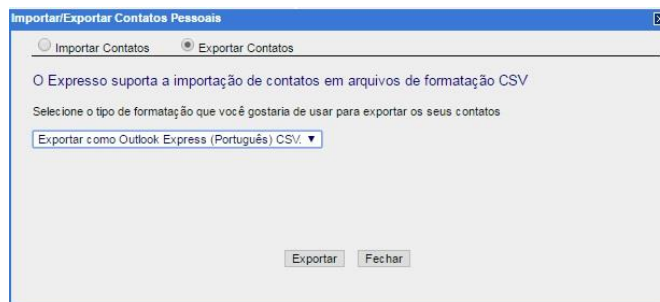 Importar/Exportar Contatos Pessoais
Importar Contatos Exportar Contatos
O Expresso suporta a importação de contatos em arquivos de formatação CSV
Selecione o tipo de formatação que você gostaria de usar para exportar os seus contatos
Exportar como Outlook Express (Português) CSV.
Exportar Fechar